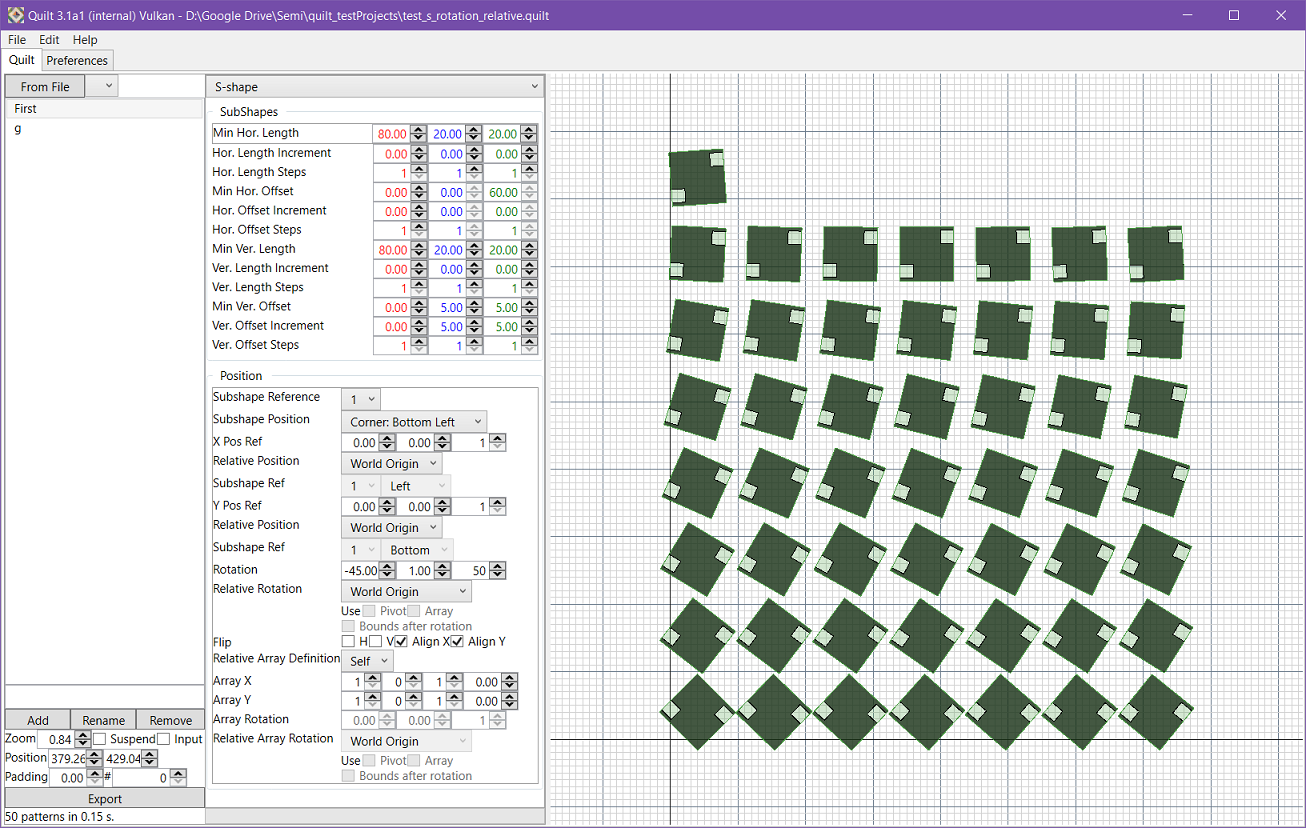 Quilt 3.1a1 (internal) Vulkan - D:\Google Drive\Semi\quilt_testProjects\test_s_rotation_relative.quilt
File Edit Help
Quilt Preferences
From File
S-shape
First
g
SubShapes
Min Hor. Length 80.00 20.00 20.00
Hor. Length Increment 0.00 0.00 0.00
Hor. Length Steps 1 1 1
Min Hor. Offset 0.00 0.00 60.00
Hor. Offset Increment 0.00 0.00 0.00
Hor. Offset Steps 1 1 1
Min Ver. Length 80.00 20.00 20.00
Ver. Length Increment 0.00 0.00 0.00
Ver. Length Steps 1 1 1
Min Ver. Offset 0.00 5.00 5.00
Ver. Offset Increment 0.00 5.00 5.00
Ver. Offset Steps 1 1 1
Position
Subshape Reference 1
Subshape Position Corner: Bottom Left
X Pos Ref 0.00 0.00 1
Relative Position World Origin
Subshape Ref 1 Left
Y Pos Ref 0.00 0.00 1
Relative Position World Origin
Subshape Ref 1 Bottom
Rotation -45.00 1.00 50
Relative Rotation World Origin
Use Pivot Array
Bounds after rotation
Flip H V Align X Align Y
Relative Array Definition Self
Array X 1 0 1 0.00
Array Y 1 0 1 0.00
Array Rotation 0.00 0.00 1
Relative Array Rotation World Origin
Use Pivot Array
Bounds after rotation
Add Rename Remove
Zoom 0.84 Suspend Input
Position 379.26 429.04
Padding 0.00 # 0
Export
50 patterns in 0.15 s.